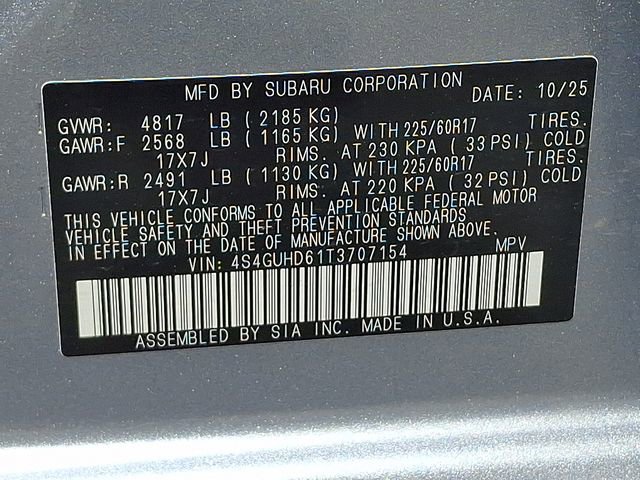 MFD BY SUBARU CORPORATION DATE: 10/25
GVWR: 4817 LB ( 2185 KG)
GAWR:F 2568 LB ( 1165 KG) WITH 225/60R17 TIRES.
17X7J RIMS. AT 230 KPA ( 33 PSI) COLD
GAWR:R 2491 LB ( 1130 KG) WITH 225/60R17 TIRES.
17X7J RIMS. AT 220 KPA ( 32 PSI) COLD
THIS VEHICLE CONFORMS TO ALL APPLICABLE FEDERAL MOTOR
VEHICLE SAFETY AND THEFT PREVENTION STANDARDS
IN EFFECT ON THE DATE OF MANUFACTURE SHOWN ABOVE.
VIN: 4S4GUHD61T3707154 MPV
ASSEMBLED BY SIA INC. MADE IN U.S.A.